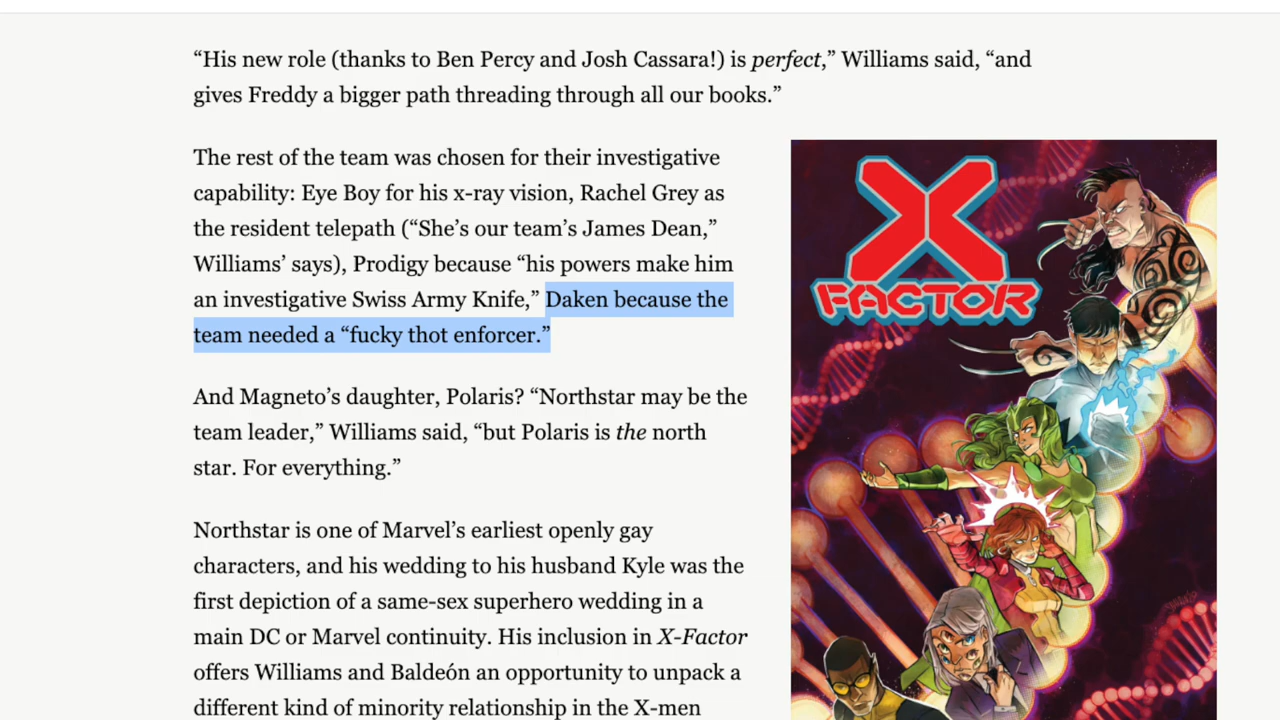 “His new role (thanks to Ben Percy and Josh Cassara!) is perfect,” Williams said, “and
gives Freddy a bigger path threading through all our books.”
The rest of the team was chosen for their investigative
capability: Eye Boy for his x-ray vision, Rachel Grey as
the resident telepath (“She’s our team’s James Dean,”
Williams’ says), Prodigy because “his powers make him
an investigative Swiss Army Knife,” Daken because the
team needed a “fucky thot enforcer.”
And Magneto’s daughter, Polaris? “Northstar may be the
team leader,” Williams said, “but Polaris is the north
star. For everything.”
Northstar is one of Marvel’s earliest openly gay
characters, and his wedding to his husband Kyle was the
first depiction of a same-sex superhero wedding in a
main DC or Marvel continuity. His inclusion in X-Factor
offers Williams and Baldeón an opportunity to unpack a
different kind of minority relationship in the X-men
X
FACTOR